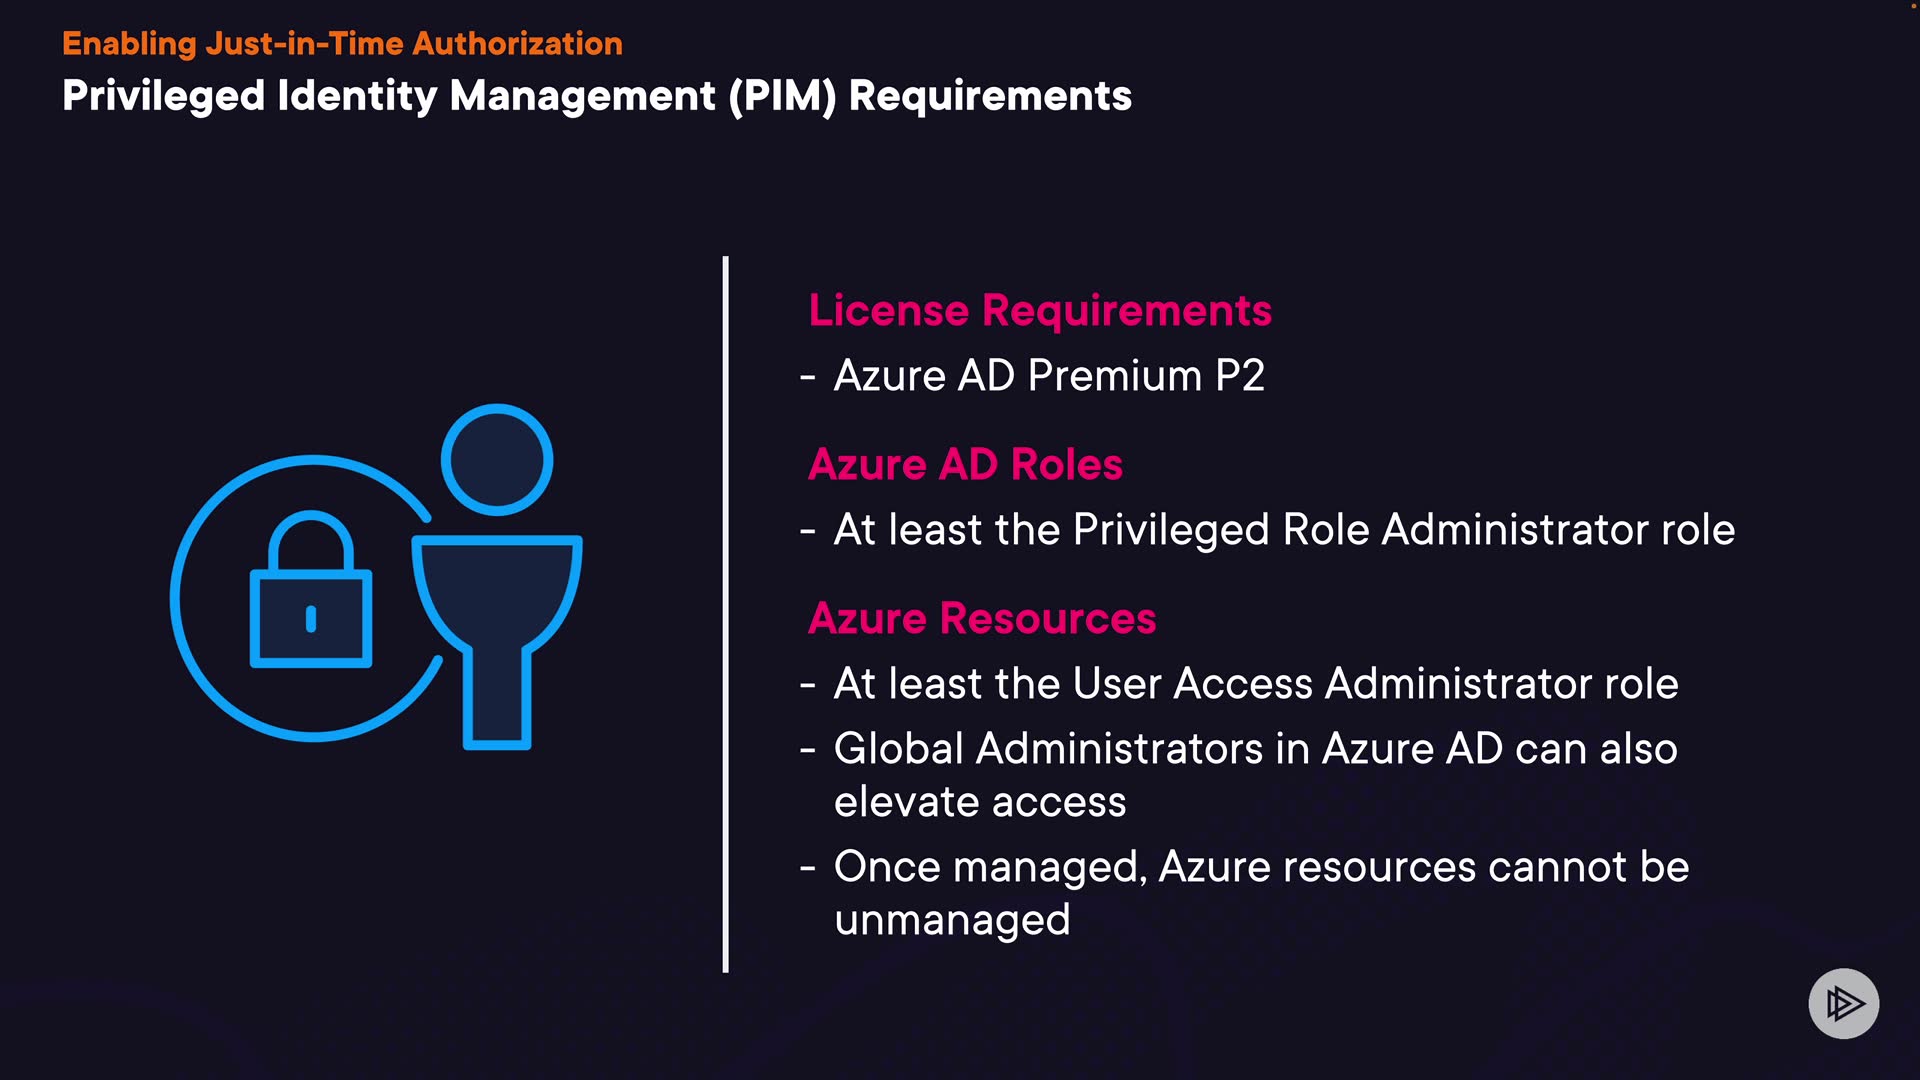 Enabling Just-in-Time Authorization
Privileged Identity Management (PIM) Requirements
License Requirements
- Azure AD Premium P2
Azure AD Roles
- At least the Privileged Role Administrator role
Azure Resources
- At least the User Access Administrator role
- Global Administrators in Azure AD can also
elevate access
- Once managed, Azure resources cannot be
unmanaged